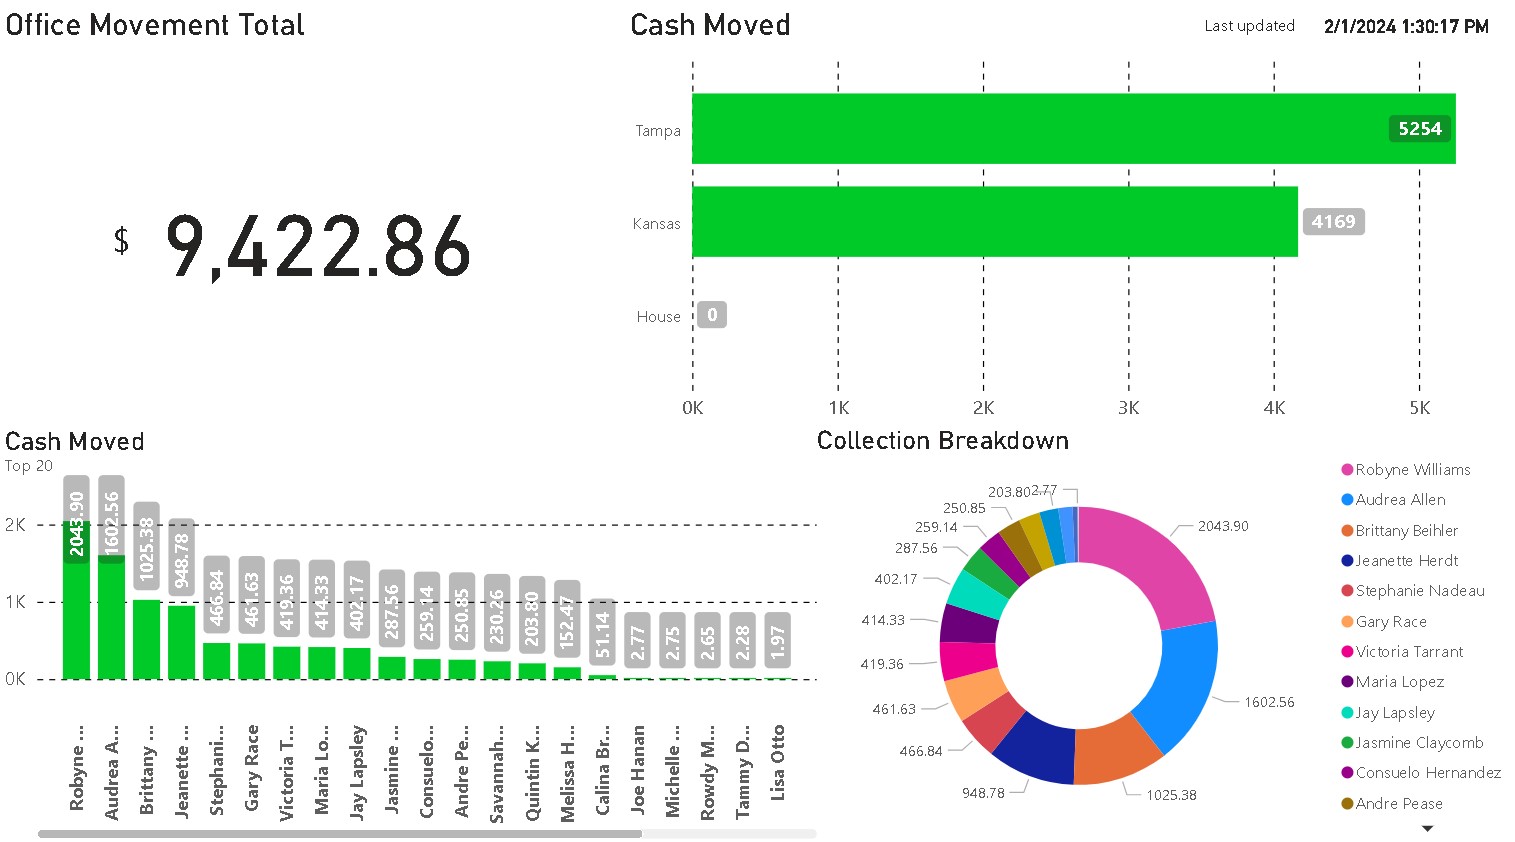 Office Movement Total
$ 9,422.86
Cash Moved
Last updated 2/1/2024 1:30:17 PM
Tampa 5254
Kansas 4169
House 0
0K 1K 2K 3K 4K 5K
Cash Moved
Top 20
2K
1K
0K
2043.90
1602.56
1025.38
948.78
466.84
461.63
419.36
414.33
402.17
287.56
259.14
250.85
230.26
203.80
152.47
51.14
2.77
2.75
2.65
2.28
1.97
Robyne ...
Audrea A...
Brittany ...
Jeanette ...
Stephani...
Gary Race
Victoria T...
Maria Lo...
Jay Lapsley
Jasmine ...
Consuelo...
Andre Pe...
Savannah...
Quintin K...
Melissa H...
Calina Br...
Joe Hanan
Michelle ...
Rowdy M...
Tammy D...
Lisa Otto
Collection Breakdown
2043.90
1602.56
1025.38
948.78
466.84
461.63
419.36
414.33
402.17
287.56
259.14
250.85
203.80
2.77
Robyne Williams
Audrea Allen
Brittany Beihler
Jeanette Herdt
Stephanie Nadeau
Gary Race
Victoria Tarrant
Maria Lopez
Jay Lapsley
Jasmine Claycomb
Consuelo Hernandez
Andre Pease